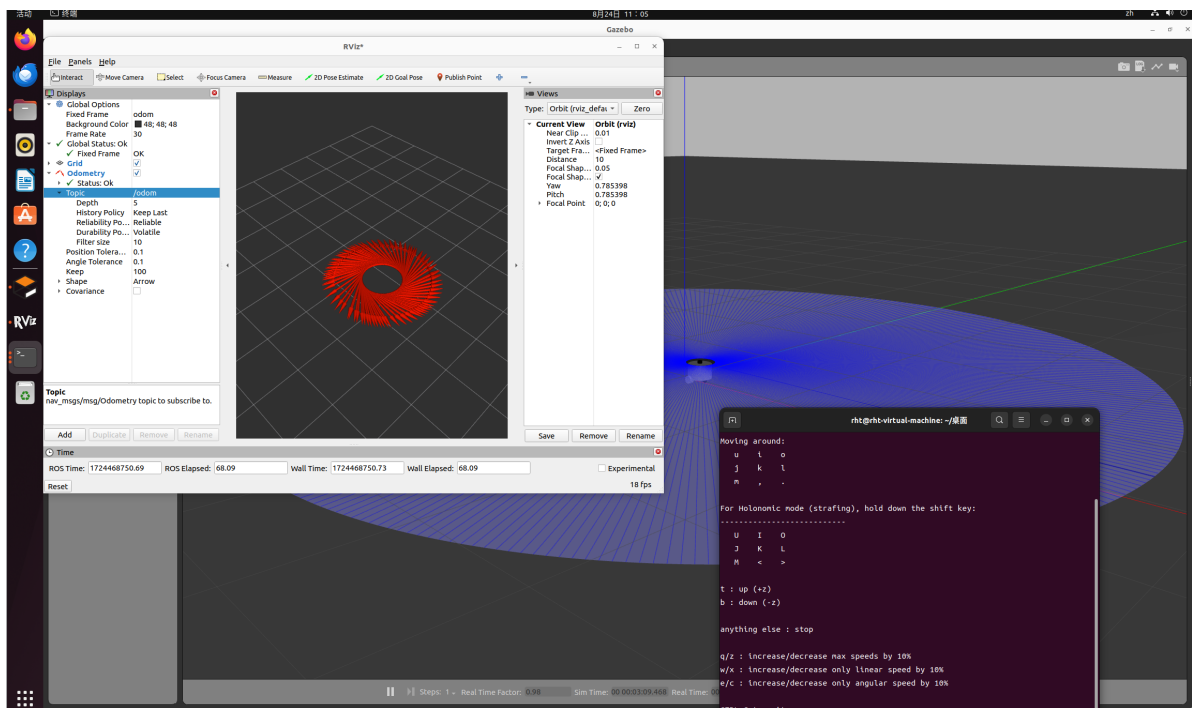 活动
终端
8月24日 11：05
zh
Gazebo
RViz*
File Panels Help
Interact Move Camera Select Focus Camera Measure 2D Pose Estimate 2D Goal Pose Publish Point
Displays
Global Options
Fixed Frame odom
Background Color 48; 48; 48
Frame Rate 30
Global Status: Ok
Fixed Frame OK
Grid
Odometry
Status: Ok
Topic /odom
Depth 5
History Policy Keep Last
Reliability Po... Reliable
Durability Po... Volatile
Filter size 10
Position Tolera... 0.1
Angle Tolerance 0.1
Keep 100
Shape Arrow
Covariance
Topic
nav_msgs/msg/Odometry topic to subscribe to.
Add Duplicate Remove Rename
Views
Type: Orbit (rviz_defau Zero
Current View Orbit (rviz)
Near Clip ... 0.01
Invert Z Axis
Target Fra... <Fixed Frame>
Distance 10
Focal Shap... 0.05
Focal Shap... ✓
Yaw 0.785398
Pitch 0.785398
Focal Point 0; 0; 0
Save Remove Rename
Time
ROS Time: 1724468750.69 ROS Elapsed: 68.09 Wall Time: 1724468750.73 Wall Elapsed: 68.09 Experimental
Reset 18 fps
RViz
rht@rht-virtual-machine: ~/桌面
Moving around:
u i o
j k l
m , .
For Holonomic mode (strafing), hold down the shift key:
---------------------------
U I O
J K L
M < >
t : up (+z)
b : down (-z)
anything else : stop
q/z : increase/decrease max speeds by 10%
w/x : increase/decrease only linear speed by 10%
e/c : increase/decrease only angular speed by 10%
Steps: 1 Real Time Factor: 0.98 Sim Time: 00 00:03:09.468 Real Time: 00